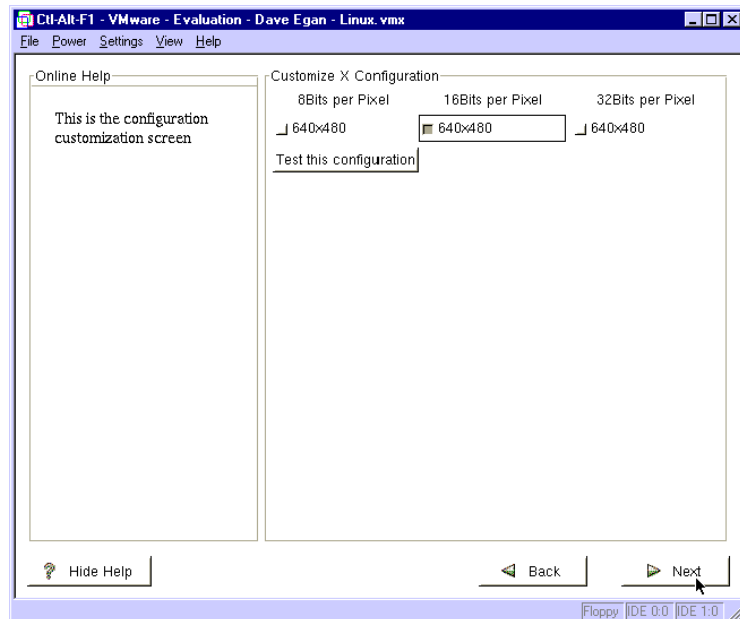 Ctl-Alt-F1 - VMware - Evaluation - Dave Egan - Linux.vmx
File Power Settings View Help
Online Help
This is the configuration
customization screen
Customize X Configuration
8Bits per Pixel 16Bits per Pixel 32Bits per Pixel
640x480 640x480 640x480
Test this configuration
? Hide Help
Back
Next
Floppy IDE 0:0 IDE 1:0